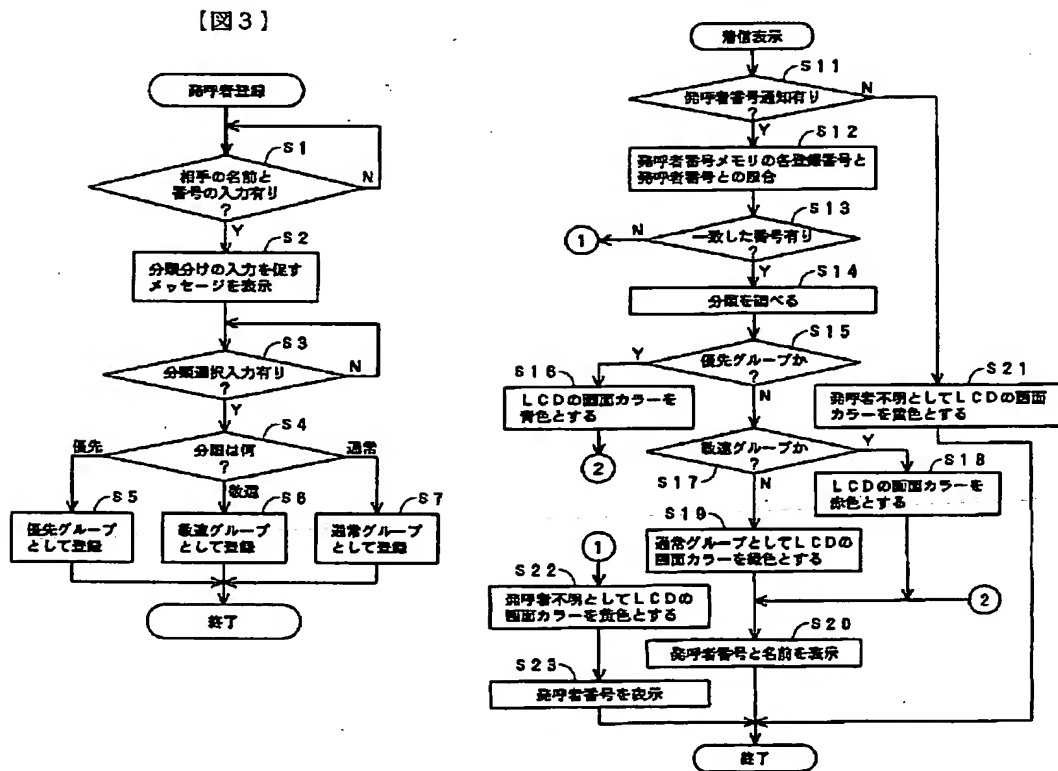 【図3】
発呼者登録
S1
相手の名前と
番号の入力有り
?
N
Y
S2
分類分けの入力を促す
メッセージを表示
S3
分類選択入力有り
?
N
Y
S4
分類は何
?
優先
敬遠
通常
S5
優先グループ
として登録
S6
敬遠グループ
として登録
S7
通常グループ
として登録
終了
着信表示
S11
発呼者番号通知有り
?
N
Y
S12
発呼者番号メモリの各登録番号と
発呼者番号との照合
S13
一致した番号有り
?
N
①
Y
S14
分類を調べる
S15
優先グループか
?
Y
N
S16
LCDの画面カラーを
青色とする
②
S17
敬遠グループか
?
Y
N
S18
LCDの画面カラーを
赤色とする
S19
通常グループとしてLCDの
画面カラーを緑色とする
②
S20
発呼者番号と名前を表示
S21
発呼者不明としてLCDの画面
カラーを黄色とする
①
S22
発呼者不明としてLCDの
画面カラーを黄色とする
S23
発呼者番号を表示
終了